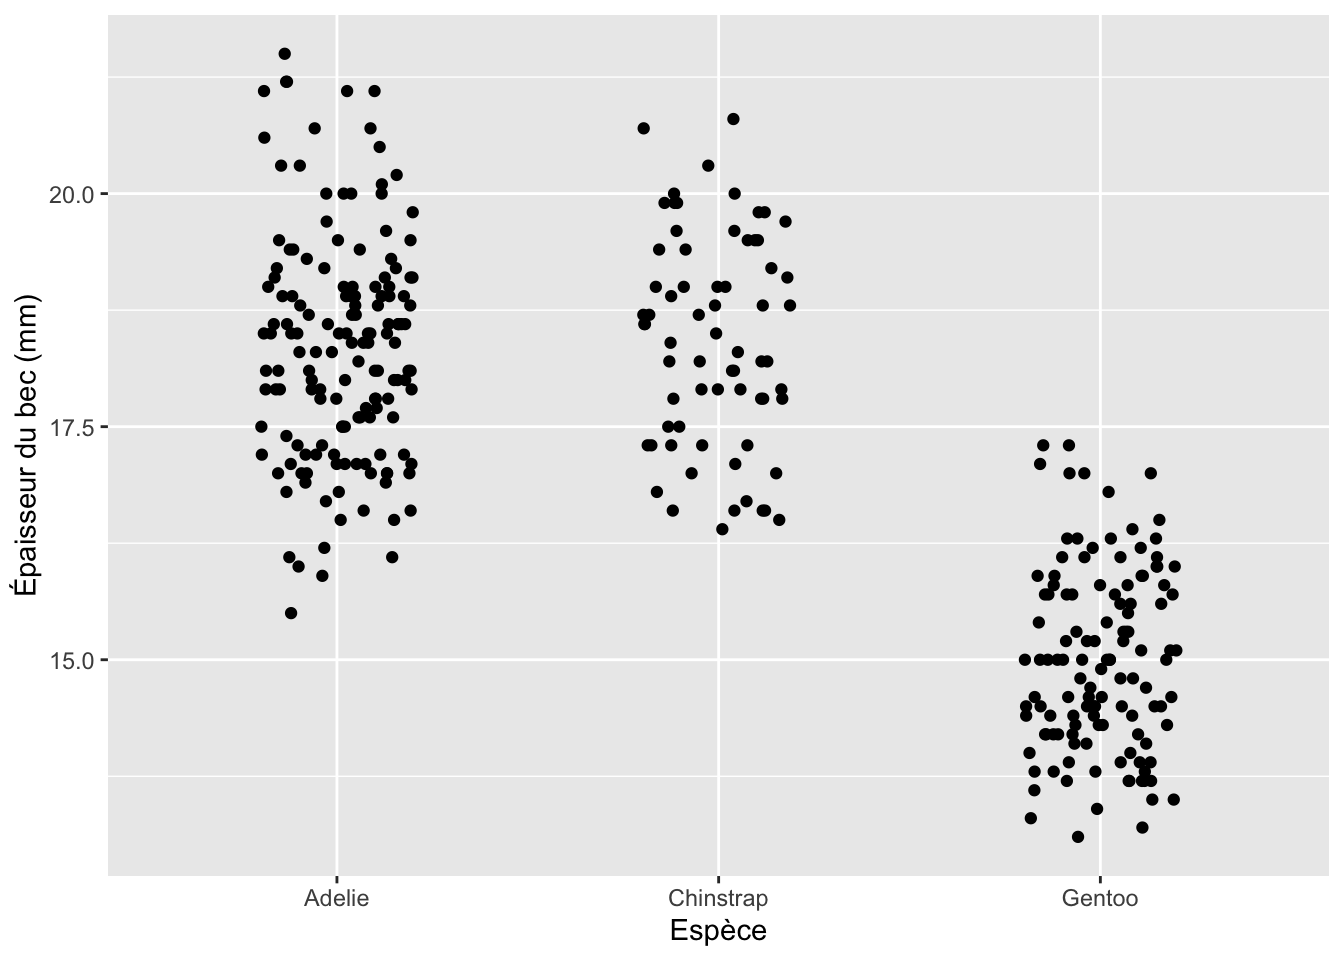 Épaisseur du bec (mm)
20.0
17.5
15.0
Adelie
Chinstrap
Gentoo
Espèce